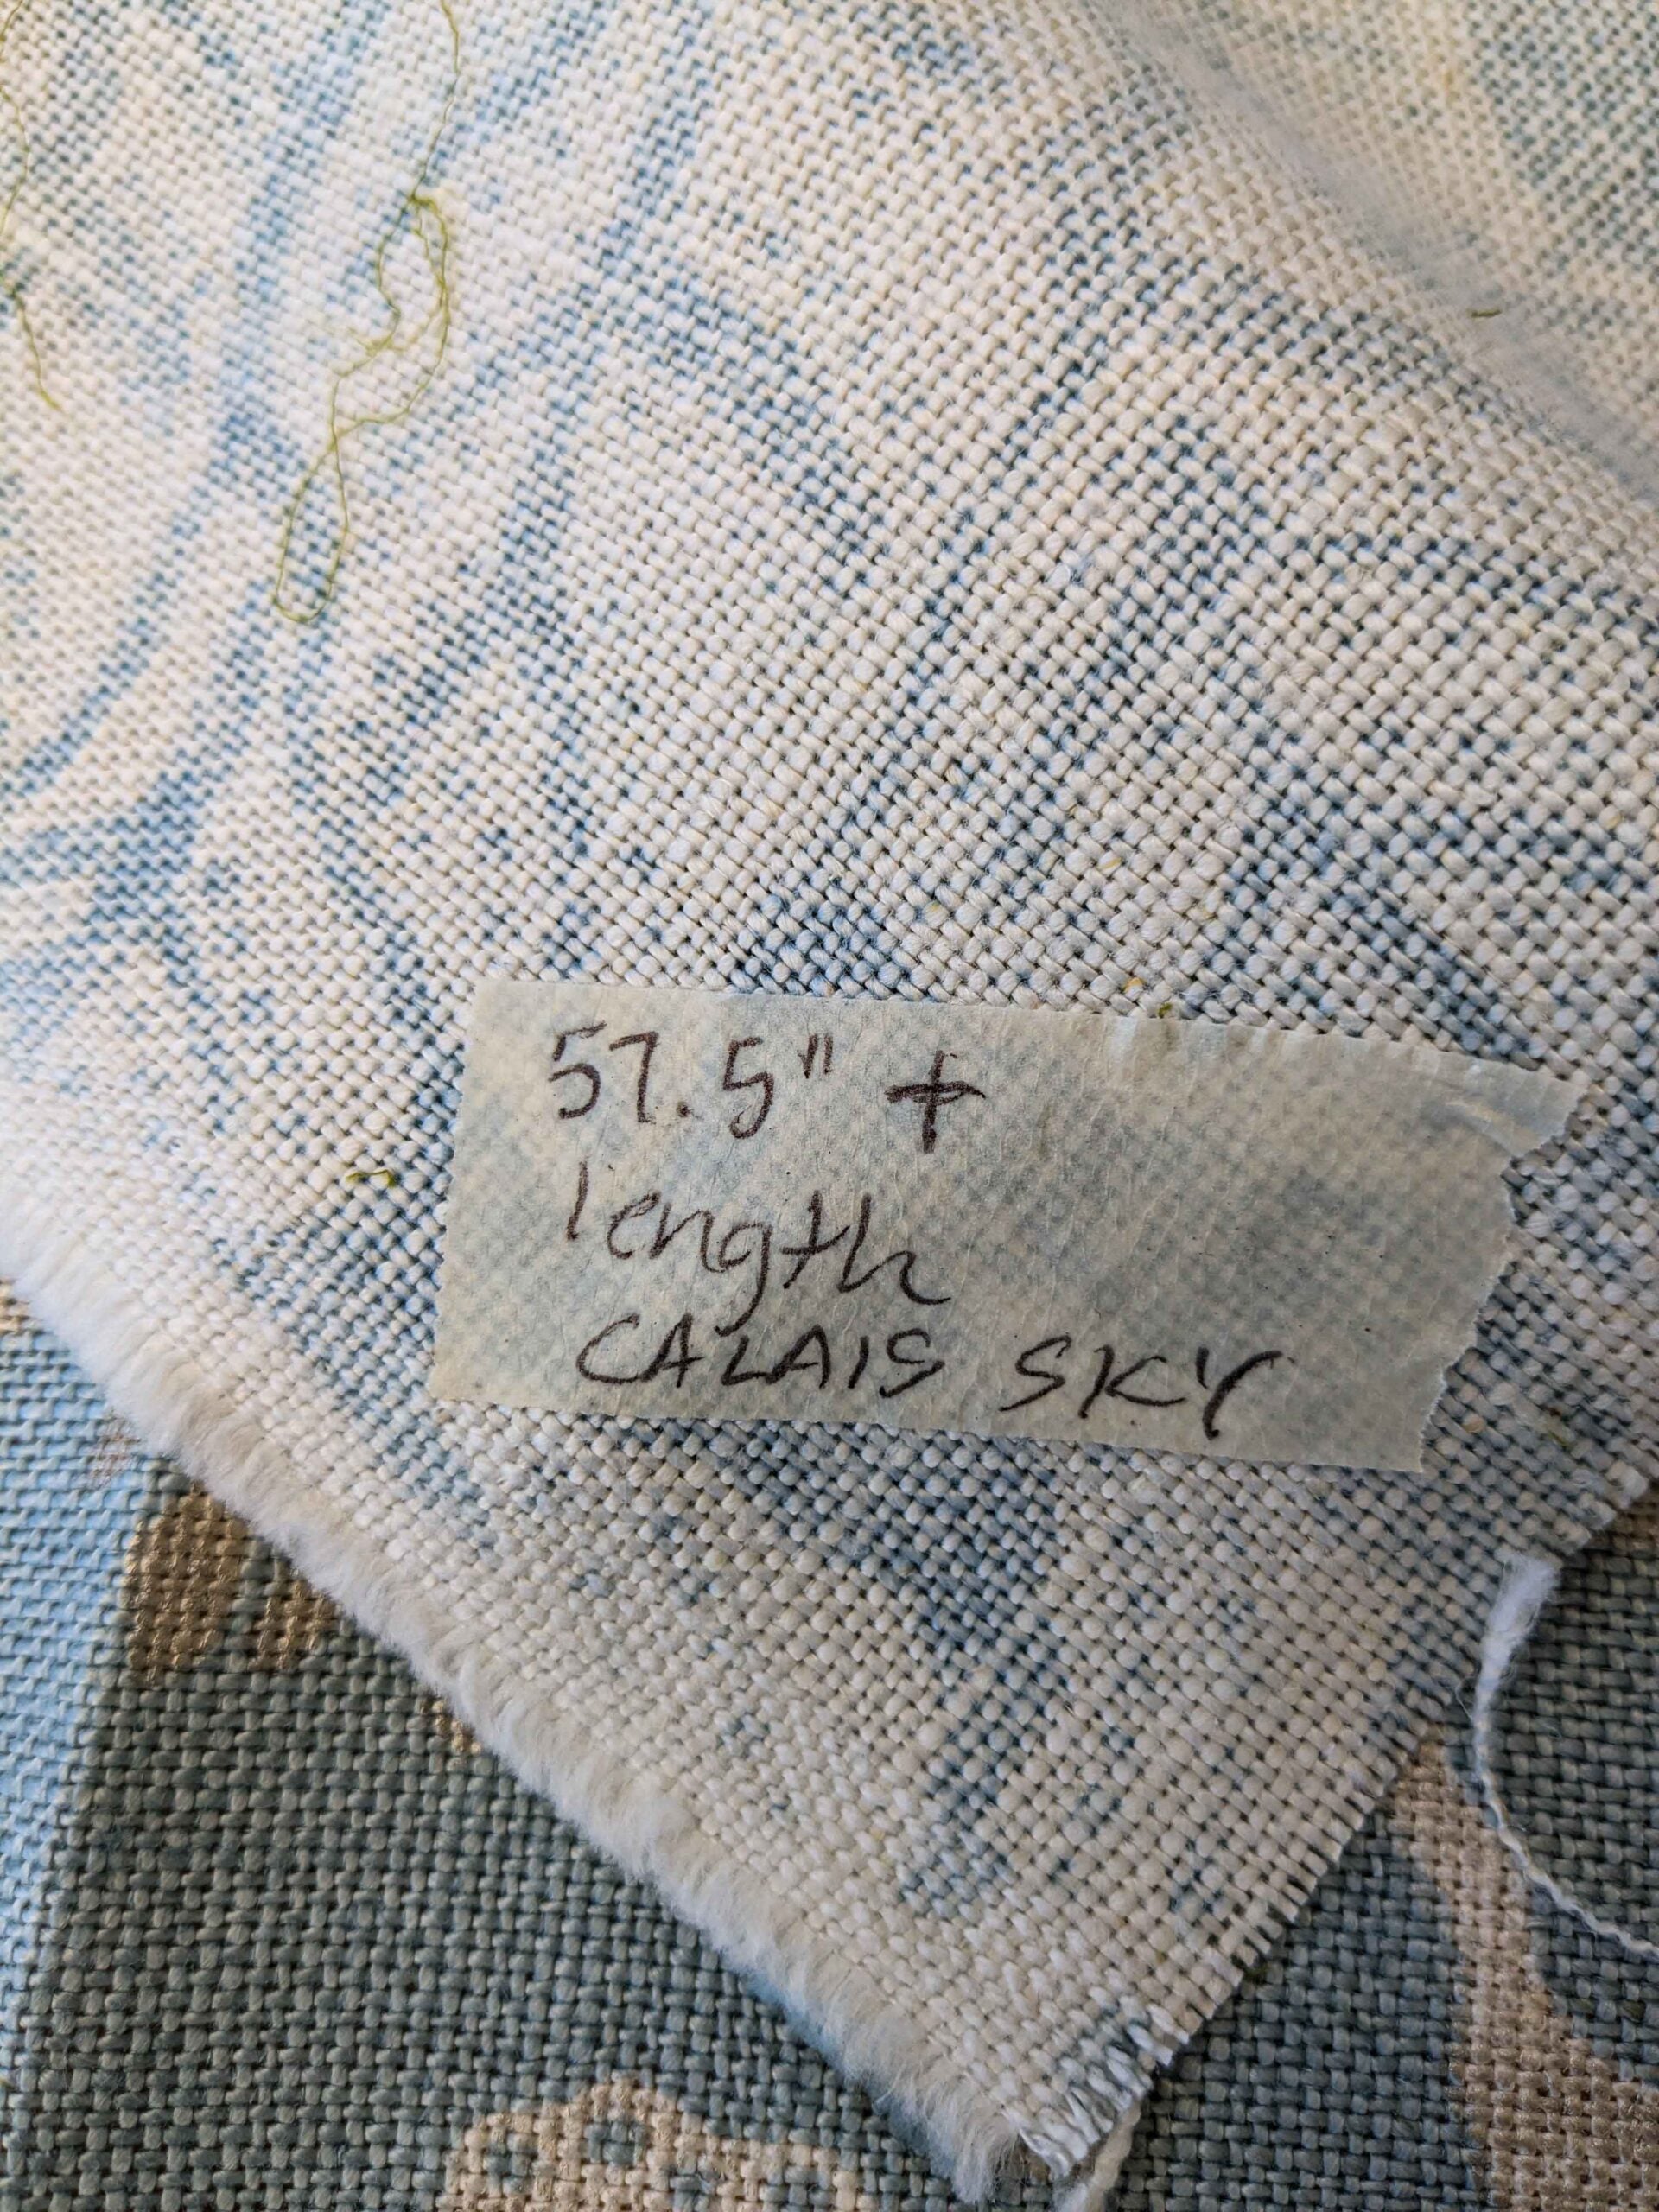 57.5" +
length
CALAIS SKY